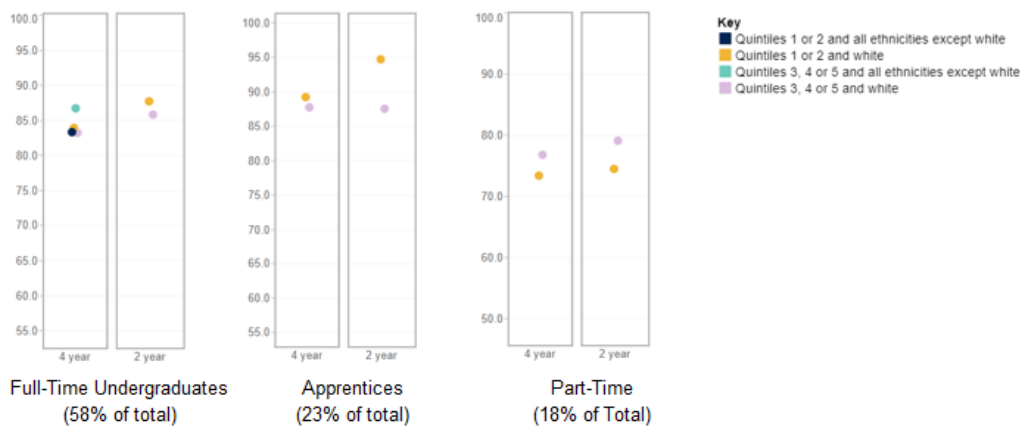 100.0
95.0
90.0
85.0
80.0
75.0
70.0
65.0
60.0
55.0
4 year
2 year
Full-Time Undergraduates
(58% of total)
100.0
95.0
90.0
85.0
80.0
75.0
70.0
65.0
60.0
55.0
4 year
2 year
Apprentices
(23% of total)
100.0
90.0
80.0
70.0
60.0
50.0
4 year
2 year
Part-Time
(18% of Total)
Key
Quintiles 1 or 2 and all ethnicities except white
Quintiles 1 or 2 and white
Quintiles 3, 4 or 5 and all ethnicities except white
Quintiles 3, 4 or 5 and white